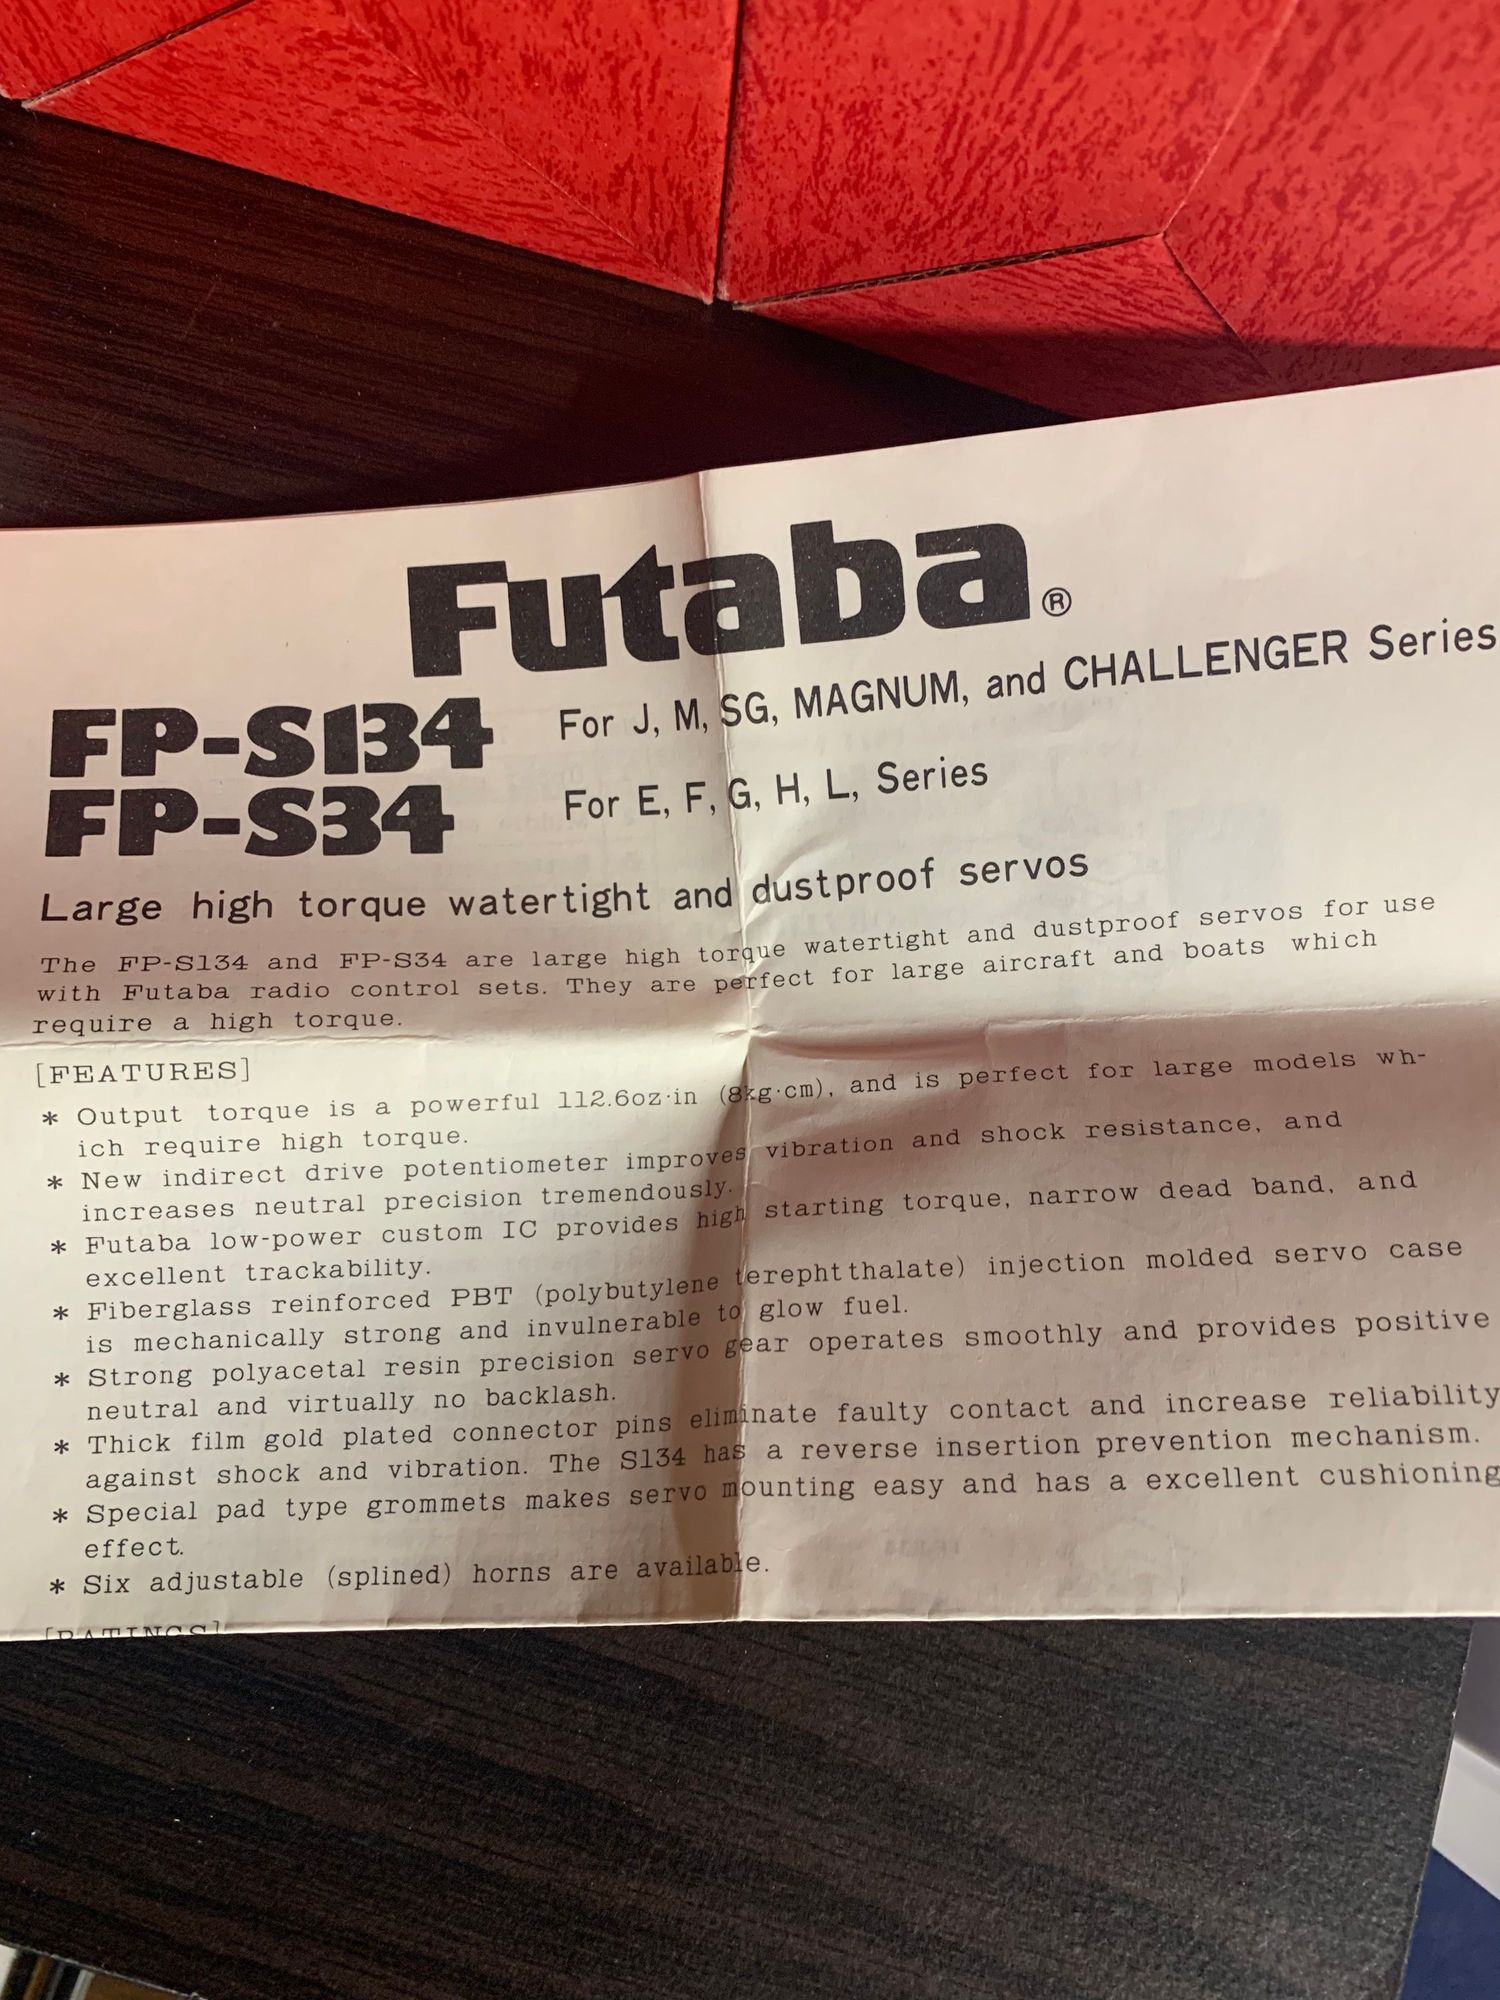 Futaba®
FP-S134 For J, M, SG, MAGNUM, and CHALLENGER Series
FP-S34 For E, F, G, H, L, Series
Large high torque watertight and dustproof servos
The FP-S134 and FP-S34 are large high torque watertight and dustproof servos for use
with Futaba radio control sets. They are perfect for large aircraft and boats which
require a high torque.
[FEATURES]
* Output torque is a powerful 112.6oz·in (8kg·cm), and is perfect for large models wh-
ich require high torque.
* New indirect drive potentiometer improves vibration and shock resistance, and
increases neutral precision tremendously.
* Futaba low-power custom IC provides high starting torque, narrow dead band, and
excellent trackability.
* Fiberglass reinforced PBT (polybutylene terephtthalate) injection molded servo case
is mechanically strong and invulnerable to glow fuel.
* Strong polyacetal resin precision servo gear operates smoothly and provides positive
neutral and virtually no backlash.
* Thick film gold plated connector pins eliminate faulty contact and increase reliability
against shock and vibration. The S134 has a reverse insertion prevention mechanism.
* Special pad type grommets makes servo mounting easy and has a excellent cushioning
effect.
* Six adjustable (splined) horns are available.
[RATINGS]